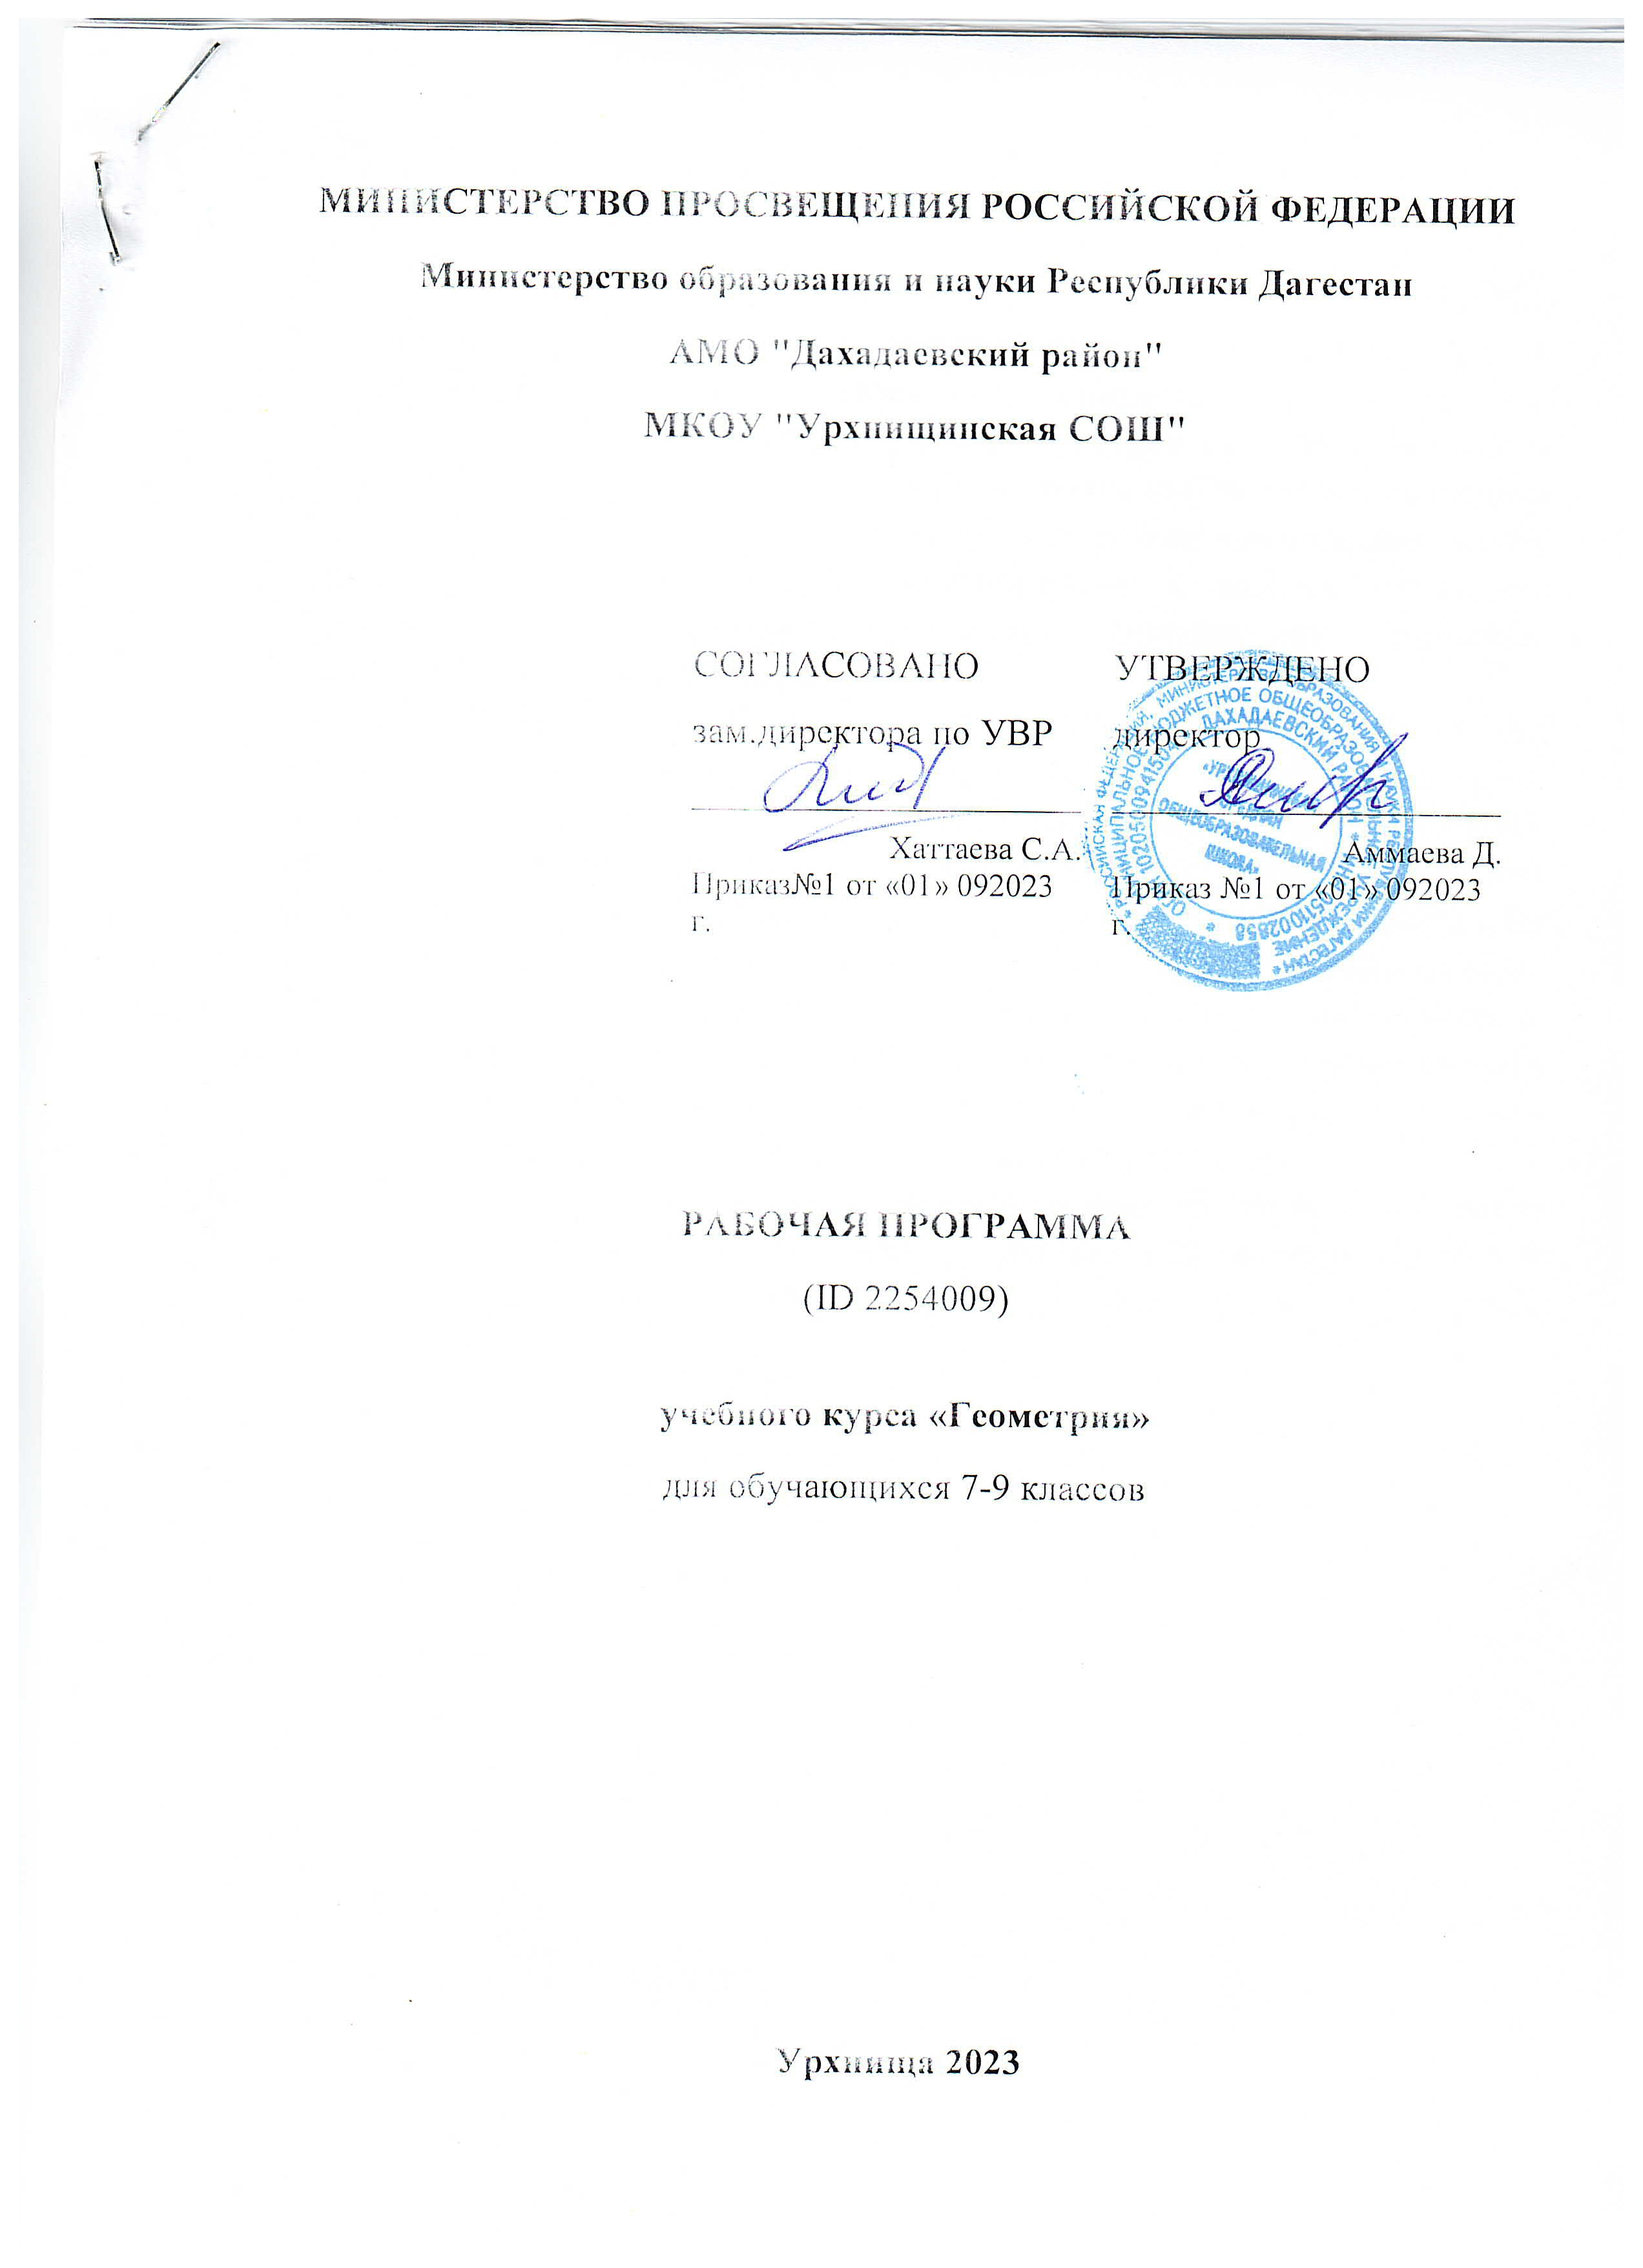 МИНИСТЕРСТВО ПРОСВЕЩЕНИЯ РОССИЙСКОЙ ФЕДЕРАЦИИ
Министерство образования и науки Республики Дагестан
АМО "Дахадаевский район"
МКОУ "Урхнищинская СОШ"
СОГЛАСОВАНО
зам.директора по УВР
Хаттаева С.А.
Приказ№1 от «01» 092023
г.
УТВЕРЖДЕНО
директор
Аммаева Д.
Приказ №1 от «01» 092023
г.
РАБОЧАЯ ПРОГРАММА
(ID 2254009)
учебного курса «Геометрия»
для обучающихся 7-9 классов
Урхнища 2023